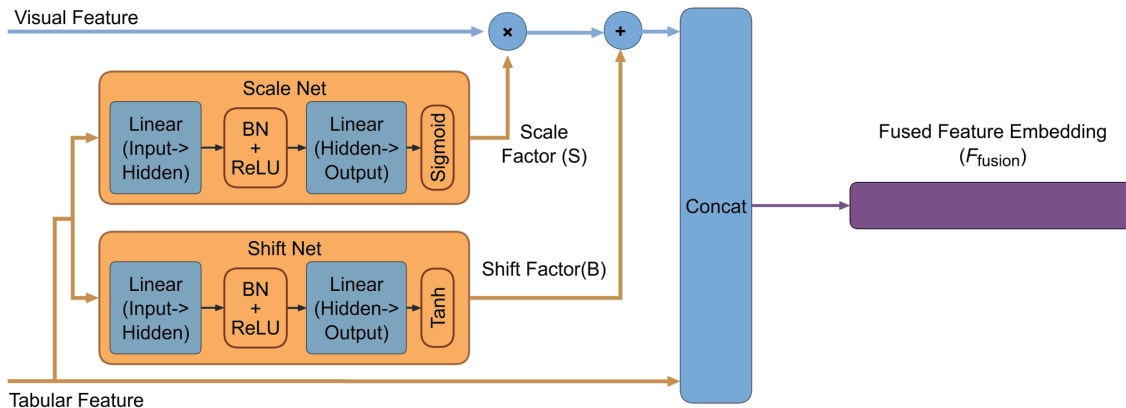 Visual Feature
×
+
Scale Net
Linear
(Input->
Hidden)
BN
+
ReLU
Linear
(Hidden->
Output)
Sigmoid
Scale
Factor (S)
Shift Net
Linear
(Input->
Hidden)
BN
+
ReLU
Linear
(Hidden->
Output)
Tanh
Shift Factor(B)
Tabular Feature
Concat
Fused Feature Embedding
(Ffusion)